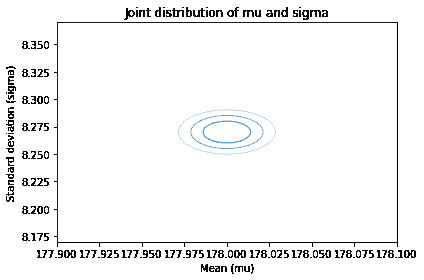 Joint distribution of mu and sigma
8.350
8.325
8.300
8.275
8.250
8.225
8.200
8.175
Standard deviation (sigma)
177.900 177.925 177.950 177.975 178.000 178.025 178.050 178.075 178.100
Mean (mu)